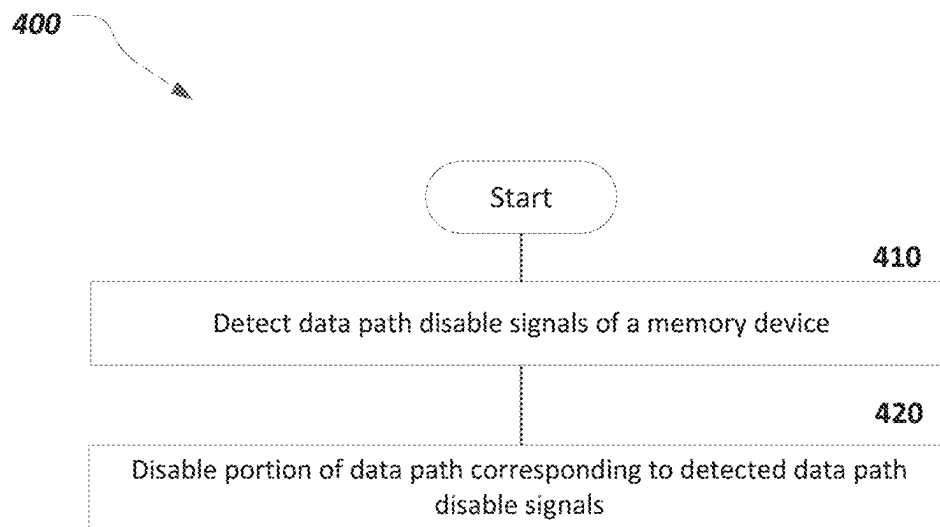 400
Start
410
Detect data path disable signals of a memory device
420
Disable portion of data path corresponding to detected data path
disable signals